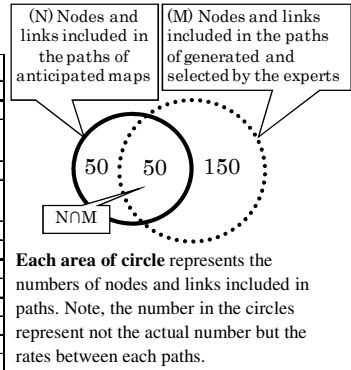 (N) Nodes and
links included in
the paths of
anticipated maps
(M) Nodes and links
included in the paths
of generated and
selected by the experts
50
50
150
N∩M
Each area of circle represents the
numbers of nodes and links included in
paths. Note, the number in the circles
represent not the actual number but the
rates between each paths.